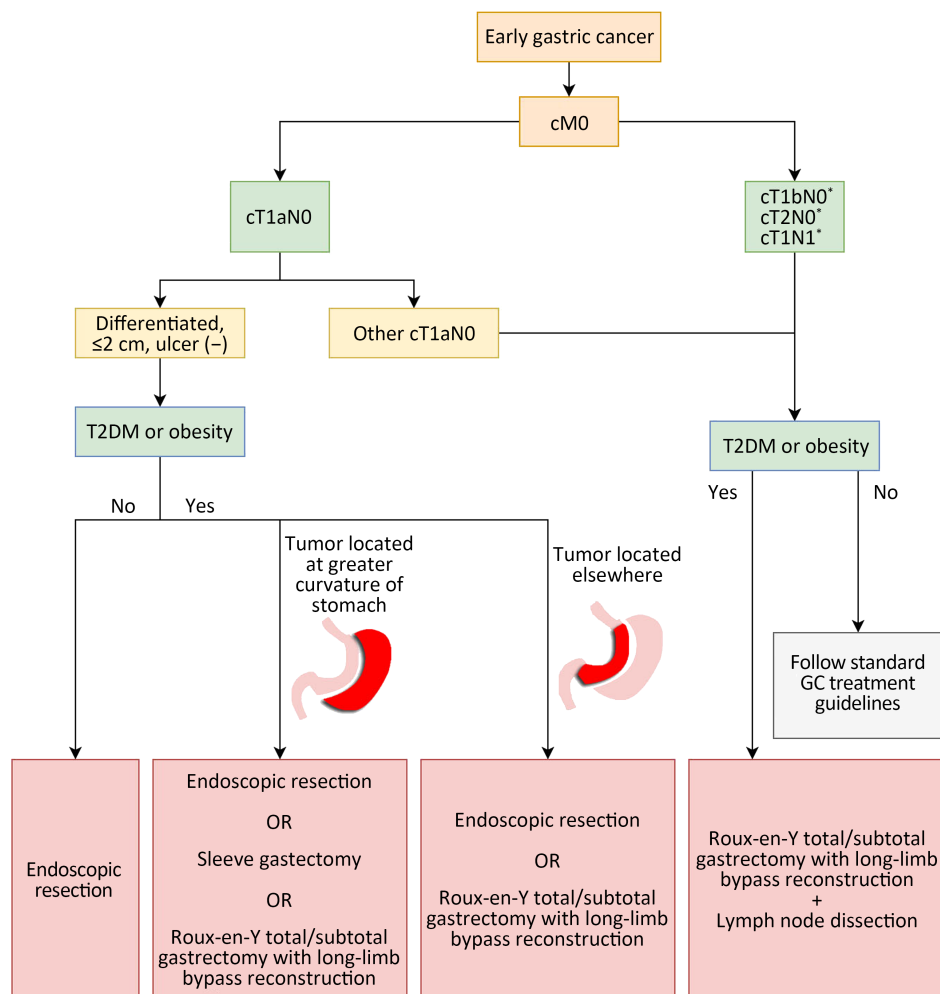 Early gastric cancer
cM0
cT1aN0
cT1bN0*
cT2N0*
cT1N1*
Differentiated,
≤2 cm, ulcer (−)
Other cT1aN0
T2DM or obesity
T2DM or obesity
No
Yes
Yes
No
Tumor located
at greater
curvature of
stomach
Tumor located
elsewhere
Follow standard
GC treatment
guidelines
Endoscopic
resection
Endoscopic resection
OR
Sleeve gastectomy
OR
Roux-en-Y total/subtotal
gastrectomy with long-limb
bypass reconstruction
Endoscopic resection
OR
Roux-en-Y total/subtotal
gastrectomy with long-limb
bypass reconstruction
Roux-en-Y total/subtotal
gastrectomy with long-limb
bypass reconstruction
+
Lymph node dissection